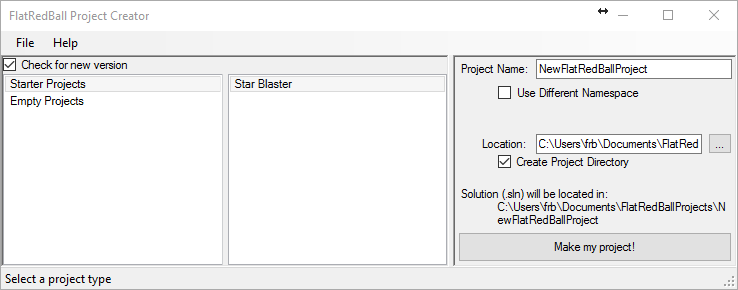 FlatRedBall Project Creator
File Help
Check for new version
Starter Projects
Empty Projects
Star Blaster
Project Name: NewFlatRedBallProject
Use Different Namespace
Location: C:\Users\frb\Documents\FlatRed ...
Create Project Directory
Solution (.sln) will be located in:
C:\Users\frb\Documents\FlatRedBallProjects\N
ewFlatRedBallProject
Make my project!
Select a project type